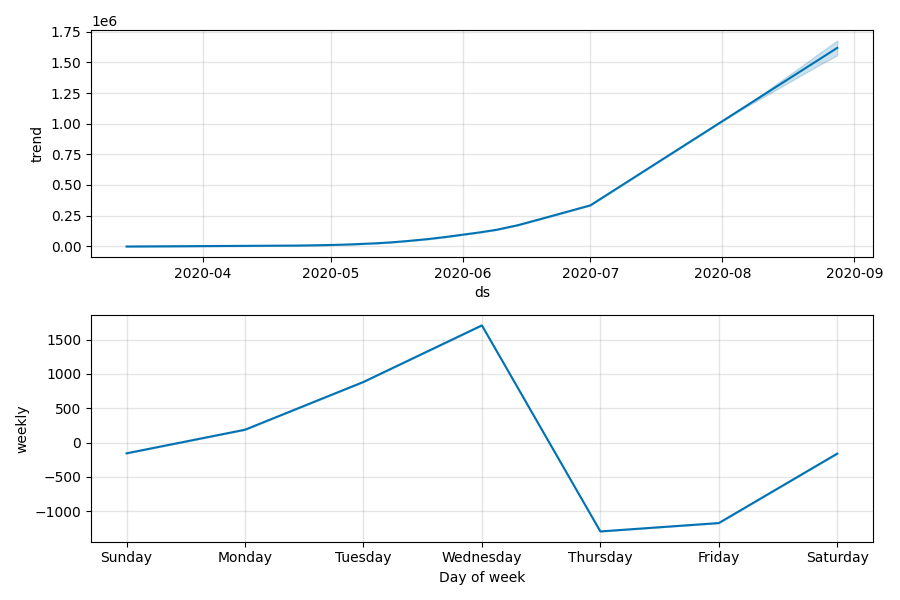 1e6
1.75
1.50
1.25
1.00
0.75
0.50
0.25
0.00
trend
2020-04 2020-05 2020-06 2020-07 2020-08 2020-09
ds
1500
1000
500
0
−500
−1000
weekly
Sunday Monday Tuesday Wednesday Thursday Friday Saturday
Day of week